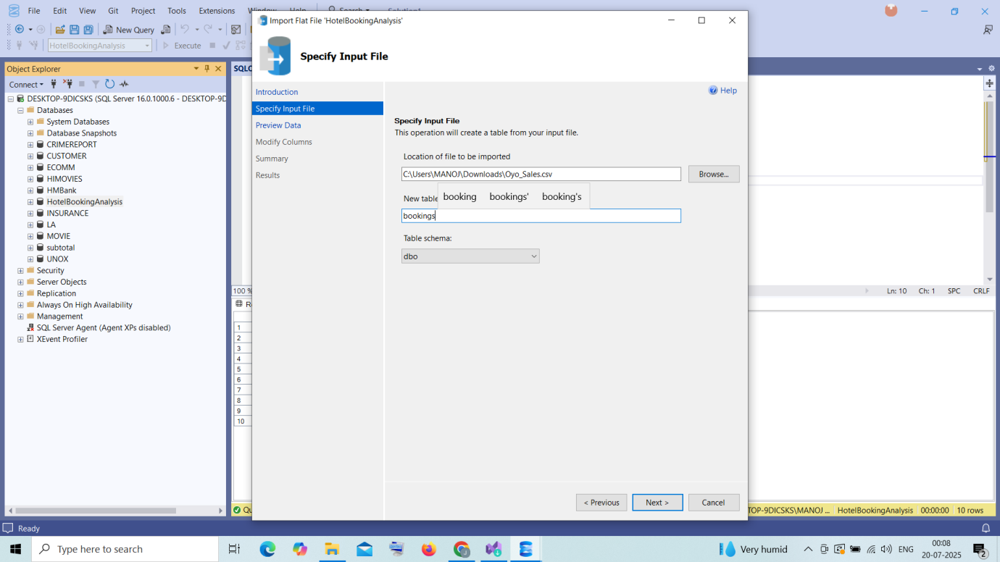 File Edit View Git Project Tools Extensions Window Help Search Solution1
New Query
HotelBookingAnalysis Execute
Object Explorer
Connect
DESKTOP-9DICSKS (SQL Server 16.0.1000.6 - DESKTOP-9D
Databases
System Databases
Database Snapshots
CRIMEREPORT
CUSTOMER
ECOMM
HIMOVIES
HMBank
HotelBookingAnalysis
INSURANCE
LA
MOVIE
subtotal
UNOX
Security
Server Objects
Replication
Always On High Availability
Management
SQL Server Agent (Agent XPs disabled)
XEvent Profiler
SQLC
100 %
R
1
2
3
4
5
6
7
8
9
10
Import Flat File 'HotelBookingAnalysis'
Specify Input File
Introduction
Specify Input File
Preview Data
Modify Columns
Summary
Results
Help
Specify Input File
This operation will create a table from your input file.
Location of file to be imported
C:\Users\MANOJ\Downloads\Oyo_Sales.csv Browse...
New table booking bookings' booking's
bookings
Table schema:
dbo
< Previous Next > Cancel
Ln: 10 Ch: 1 SPC CRLF
Qu TOP-9DICSKS\MANOJ ... HotelBookingAnalysis 00:00:00 10 rows
Ready
Type here to search
Very humid
ENG
00:08
20-07-2025
2